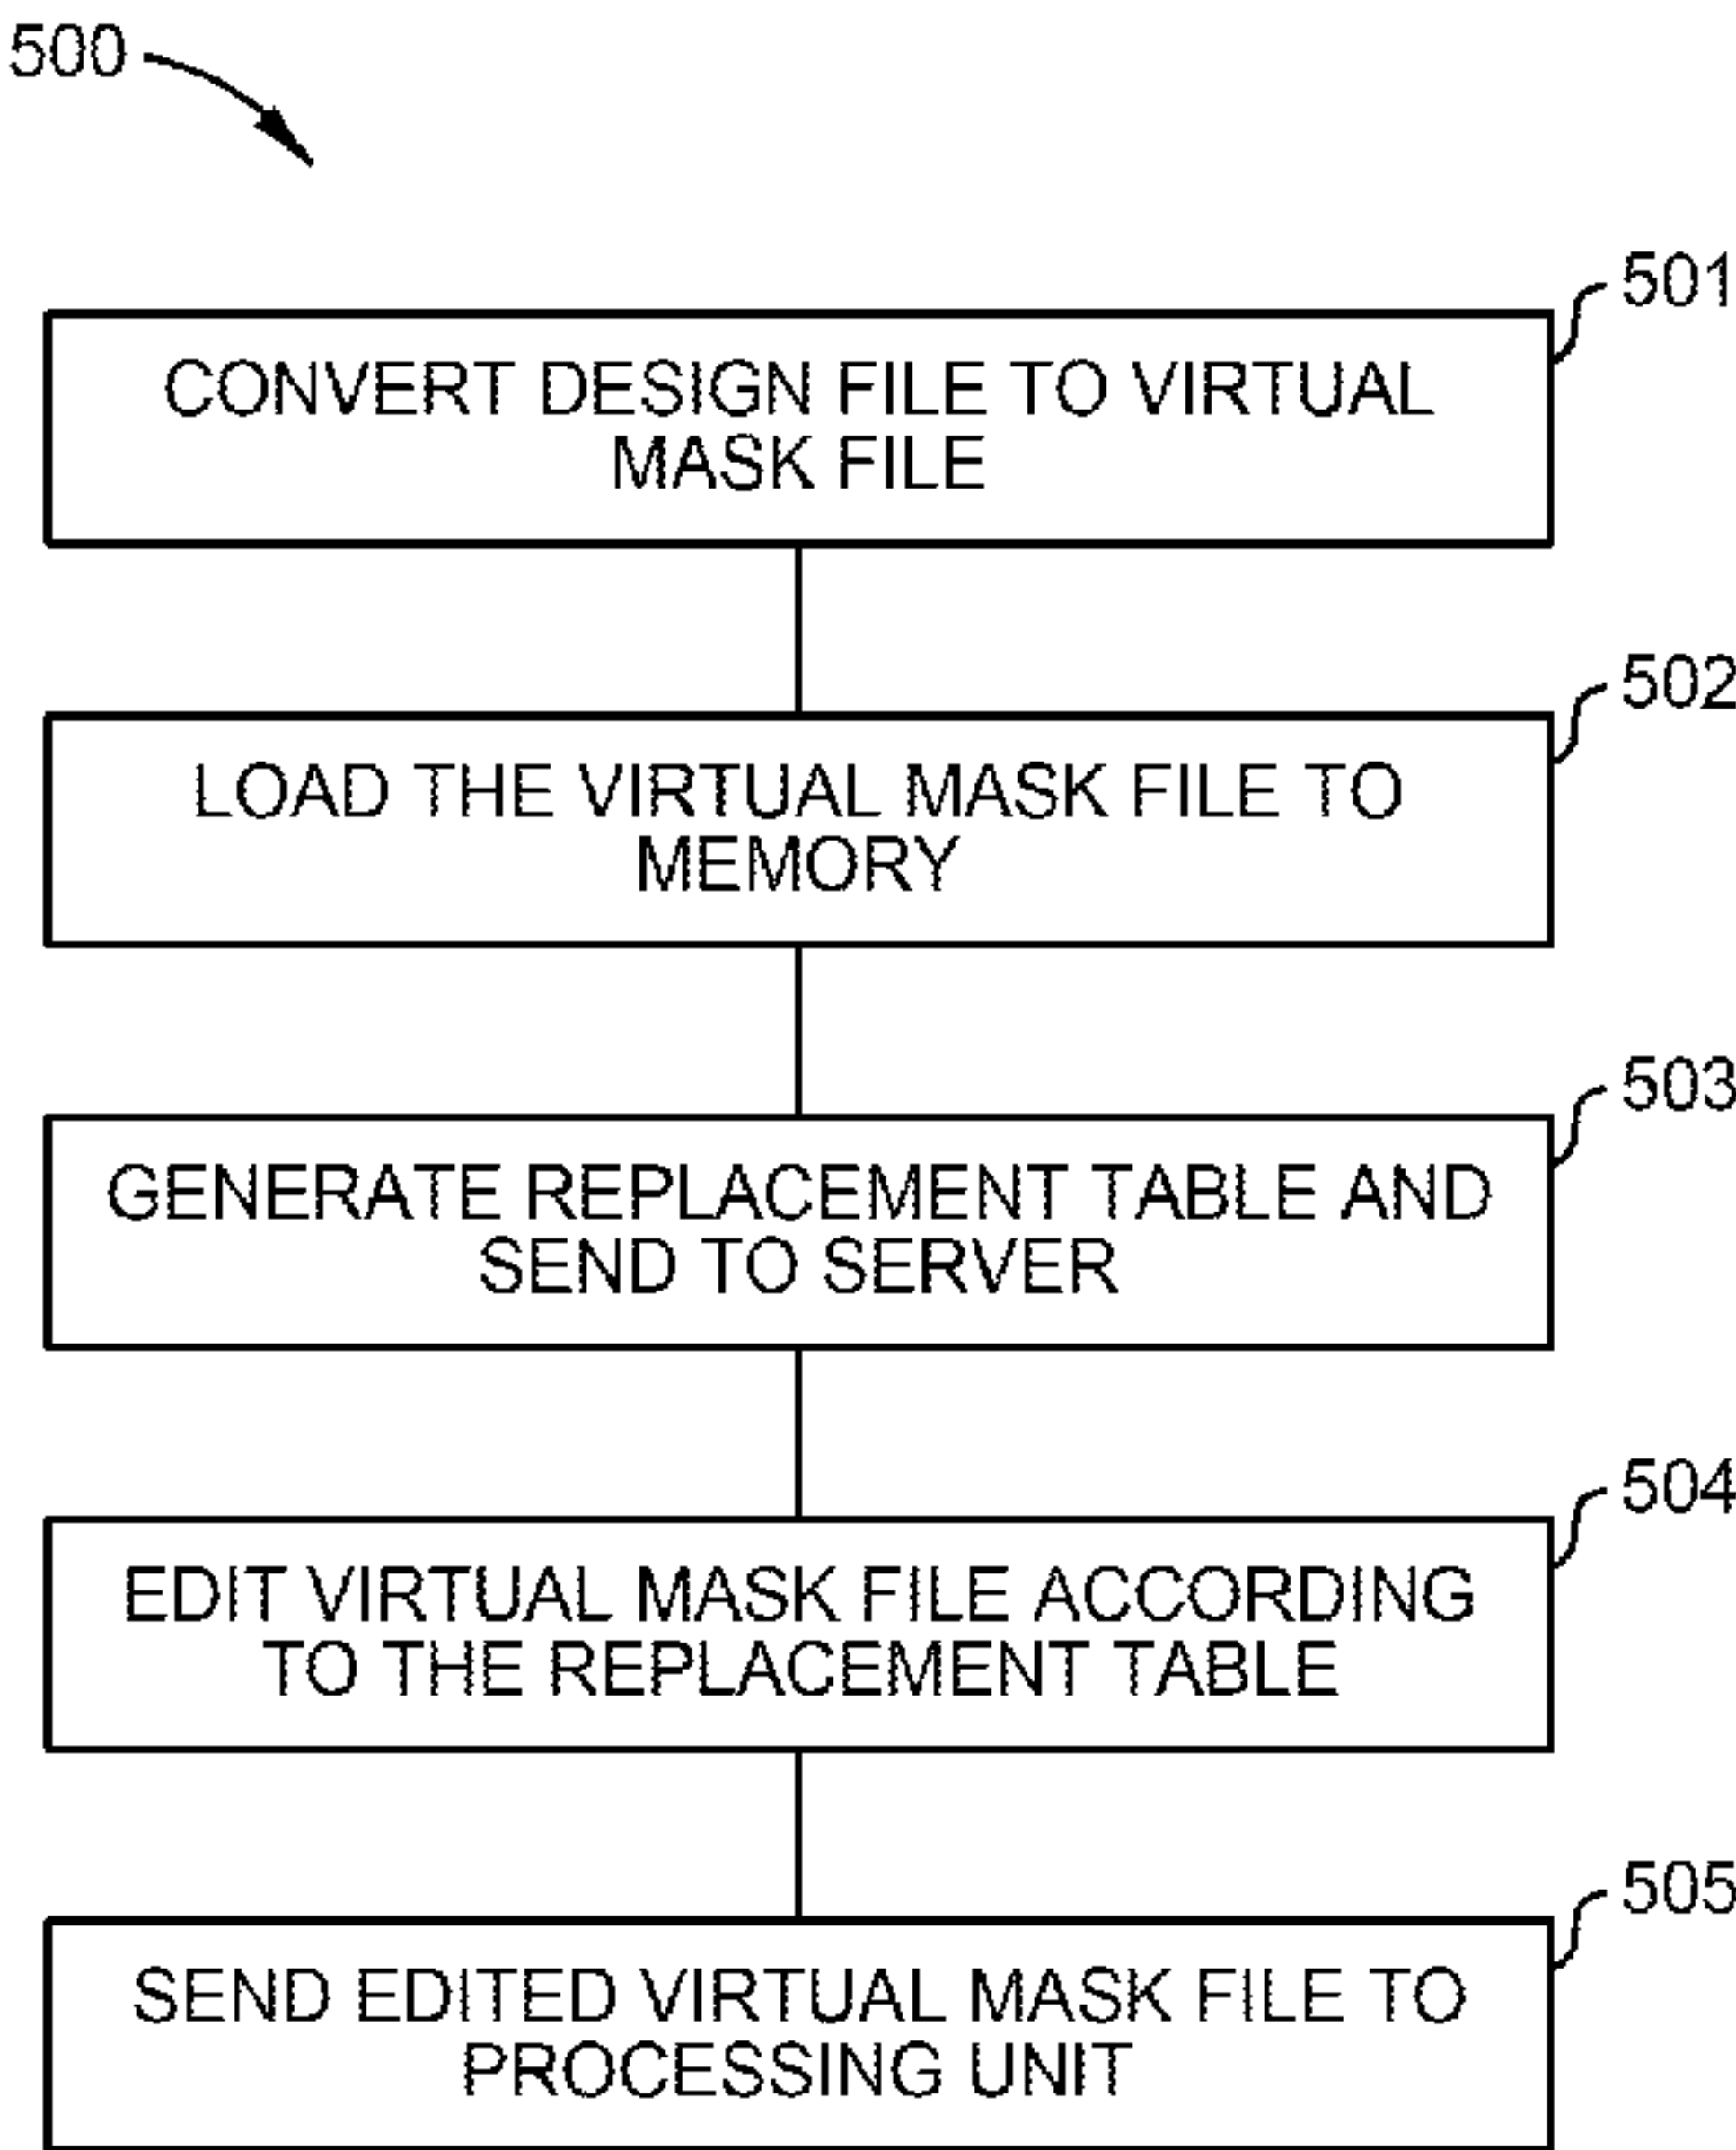 500
501
CONVERT DESIGN FILE TO VIRTUAL
MASK FILE
502
LOAD THE VIRTUAL MASK FILE TO
MEMORY
503
GENERATE REPLACEMENT TABLE AND
SEND TO SERVER
504
EDIT VIRTUAL MASK FILE ACCORDING
TO THE REPLACEMENT TABLE
505
SEND EDITED VIRTUAL MASK FILE TO
PROCESSING UNIT